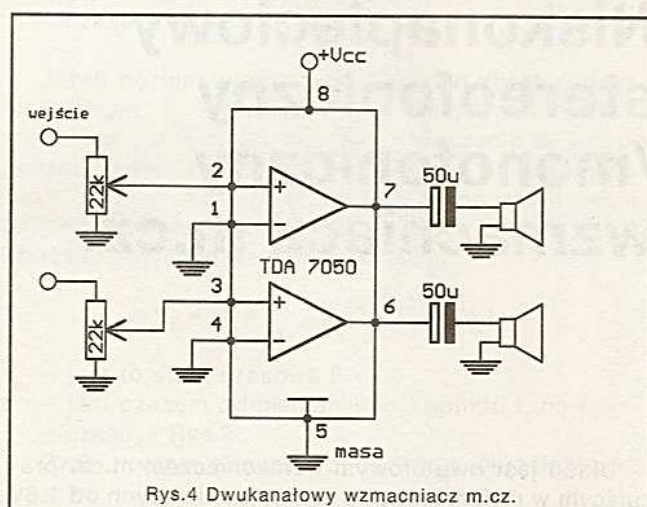 +Vcc
8
wejście
22k
2
1
7
50u
TDA 7050
22k
3
4
6
50u
5
masa
Rys.4 Dwukanałowy wzmacniacz m.cz.